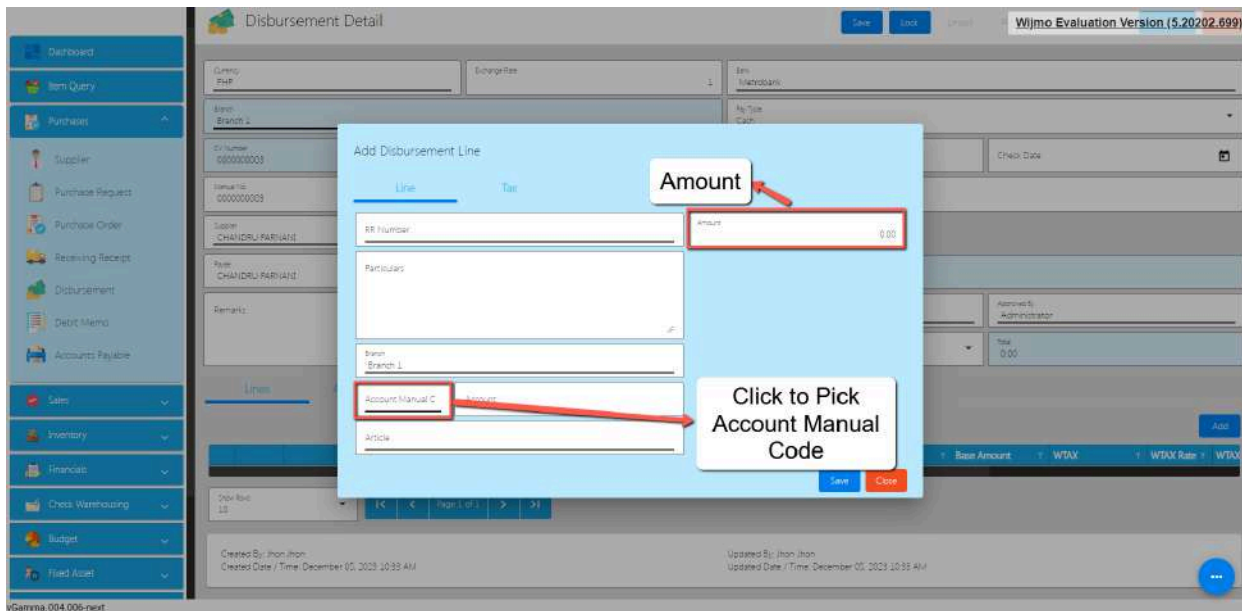 Disbursement Detail
Save
Lock
Wijmo Evaluation Version (5.20202.699)
Dashboard
Item Query
Purchases
Supplier
Purchase Request
Purchase Order
Receiving Receipt
Disbursement
Debit Memo
Accounts Payable
Sales
Inventory
Financials
Check Warehousing
Budget
Fixed Asset
Currency
PHP
Exchange Rate
1
Bank
Metrobank
Branch
Branch 1
Pay Type
Cash
CV Number
0000000003
Check Date
Manual No.
0000000003
Supplier
CHANDRU PARNANI
Payee
CHANDRU PARNANI
Remarks
Approved By
Administrator
Total
0.00
Add Disbursement Line
Line
Tax
Amount
RR Number
Amount
0.00
Particulars
Branch
Branch 1
Account Manual C
Account
Article
Click to Pick
Account Manual
Code
Save
Close
Lines
Add
Base Amount
WTAX
WTAX Rate
WTAX
Show Rows
10
Page 1 of 1
Created By: Jhon Jhon
Created Date / Time: December 05, 2023 10:33 AM
Updated By: Jhon Jhon
Updated Date / Time: December 05, 2023 10:33 AM
vGamma.004.006-next